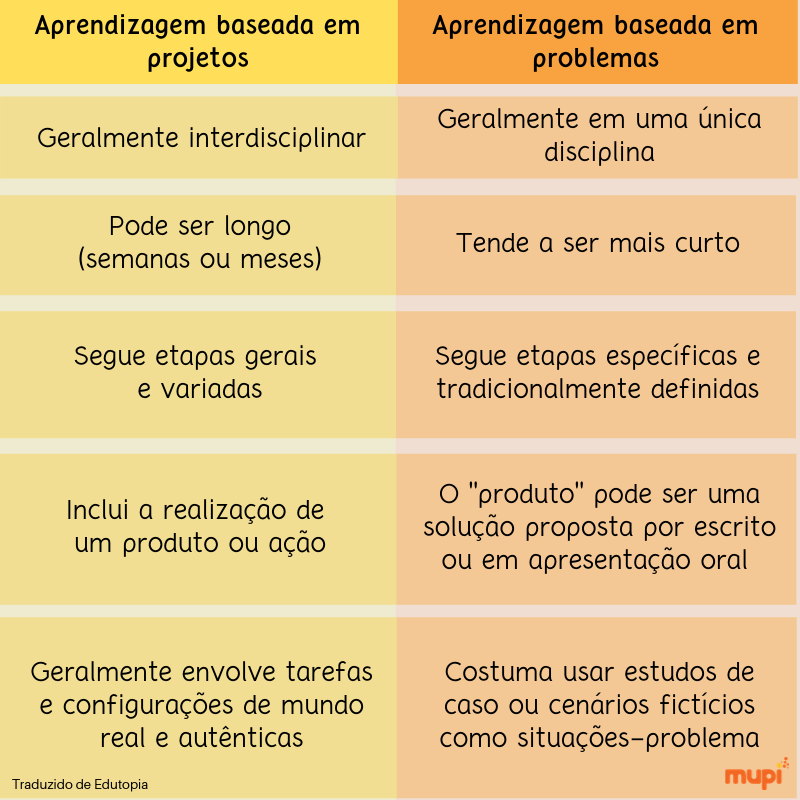 Aprendizagem baseada em
projetos
Aprendizagem baseada em
problemas
Geralmente interdisciplinar
Geralmente em uma única
disciplina
Pode ser longo
(semanas ou meses)
Tende a ser mais curto
Segue etapas gerais
e variadas
Segue etapas específicas e
tradicionalmente definidas
Inclui a realização de
um produto ou ação
O "produto" pode ser uma
solução proposta por escrito
ou em apresentação oral
Geralmente envolve tarefas
e configurações de mundo
real e autênticas
Costuma usar estudos de
caso ou cenários fictícios
como situações-problema
Traduzido de Edutopia
mupi